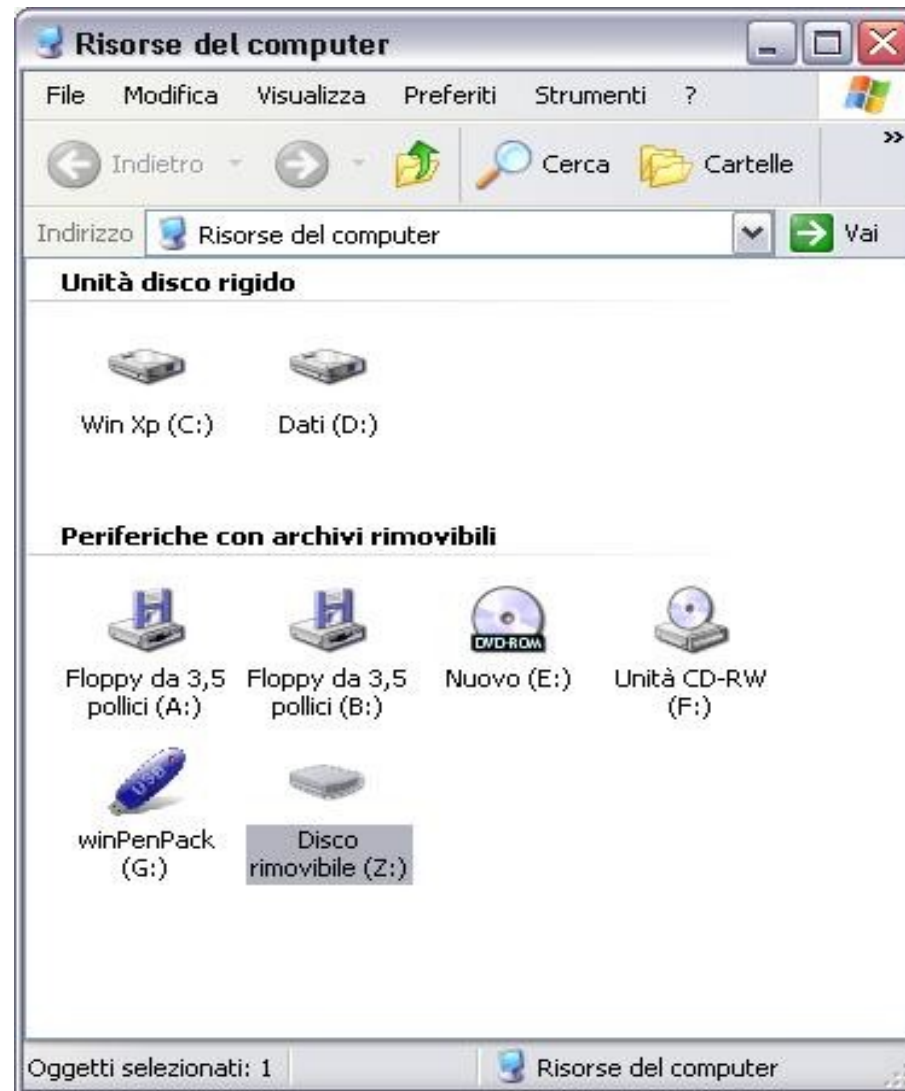 Risorse del computer
File Modifica Visualizza Preferiti Strumenti ?
Indietro Cerca Cartelle »
Indirizzo Risorse del computer Vai
Unità disco rigido
Win Xp (C:) Dati (D:)
Periferiche con archivi rimovibili
Floppy da 3,5 Floppy da 3,5 Nuovo (E:) Unità CD-RW
pollici (A:) pollici (B:) (F:)
DVD-ROM
USB
winPenPack Disco
(G:) rimovibile (Z:)
Oggetti selezionati: 1 Risorse del computer